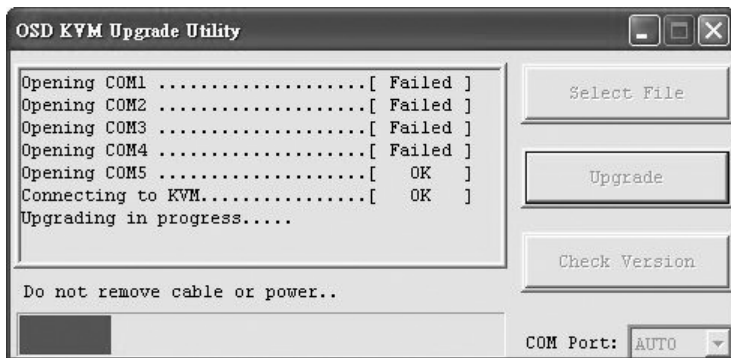 OSD KVM Upgrade Utility
Opening COM1 ....................[ Failed ]
Opening COM2 ....................[ Failed ]
Opening COM3 ....................[ Failed ]
Opening COM4 ....................[ Failed ]
Opening COM5 ....................[ OK ]
Connecting to KVM................[ OK ]
Upgrading in progress.....
Do not remove cable or power..
Select File
Upgrade
Check Version
COM Port: AUTO